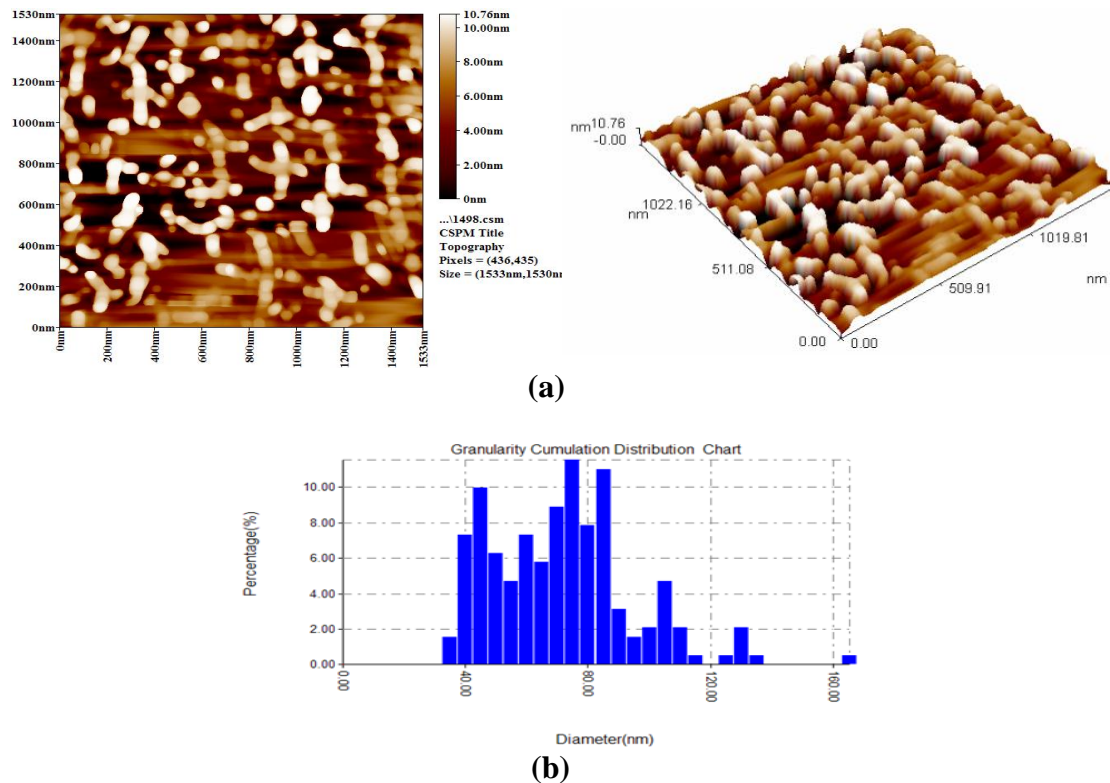 1530nm
1400nm
1200nm
1000nm
800nm
600nm
400nm
200nm
0nm
0nm
200nm
400nm
600nm
800nm
1000nm
1200nm
1400nm
1533nm
10.76nm
10.00nm
8.00nm
6.00nm
4.00nm
2.00nm
0nm
...\1498.csm
CSPM Title
Topography
Pixels = (436,435)
Size = (1533nm,1530nm
nm 10.76
-0.00
1022.16
nm
511.08
0.00
0.00
509.91
1019.81
nm
(a)
Granularity Cumulation Distribution Chart
Percentage(%)
10.00
8.00
6.00
4.00
2.00
0.00
0.00
40.00
80.00
120.00
160.00
Diameter(nm)
(b)